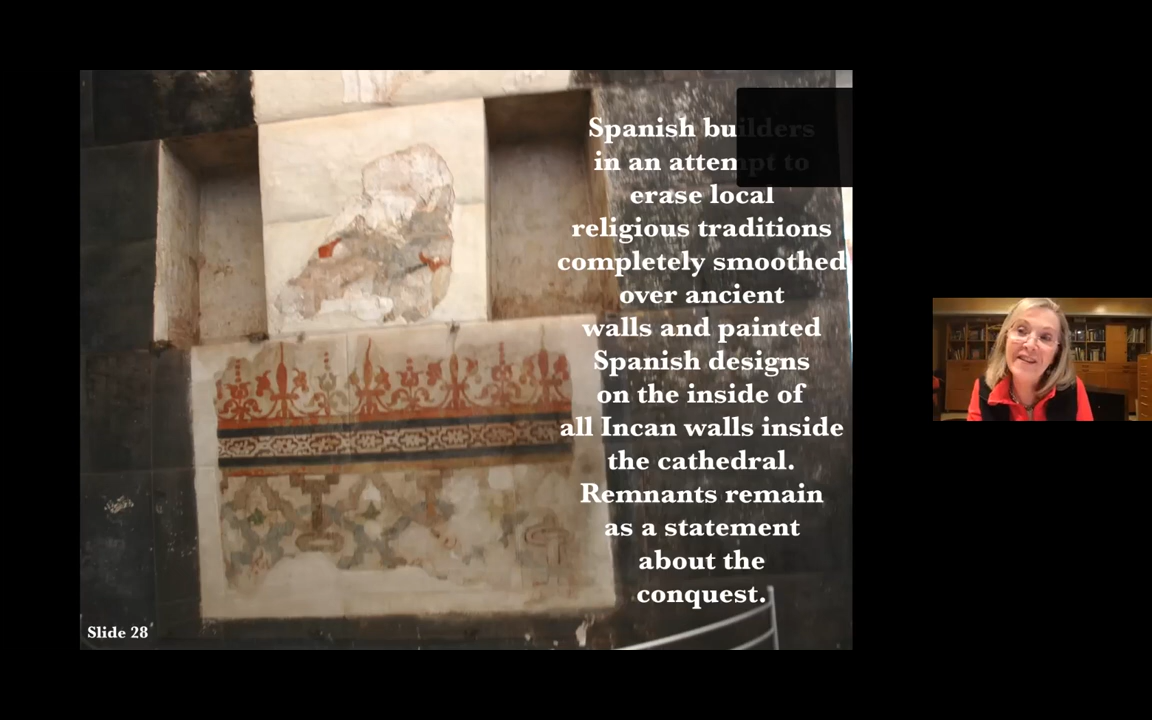 Spanish builders
in an attempt to
erase local
religious traditions
completely smoothed
over ancient
walls and painted
Spanish designs
on the inside of
all Incan walls inside
the cathedral.
Remnants remain
as a statement
about the
conquest.
Slide 28